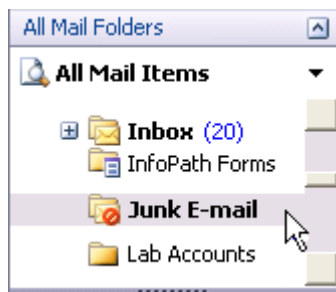 All Mail Folders
All Mail Items
Inbox (20)
InfoPath Forms
Junk E-mail
Lab Accounts